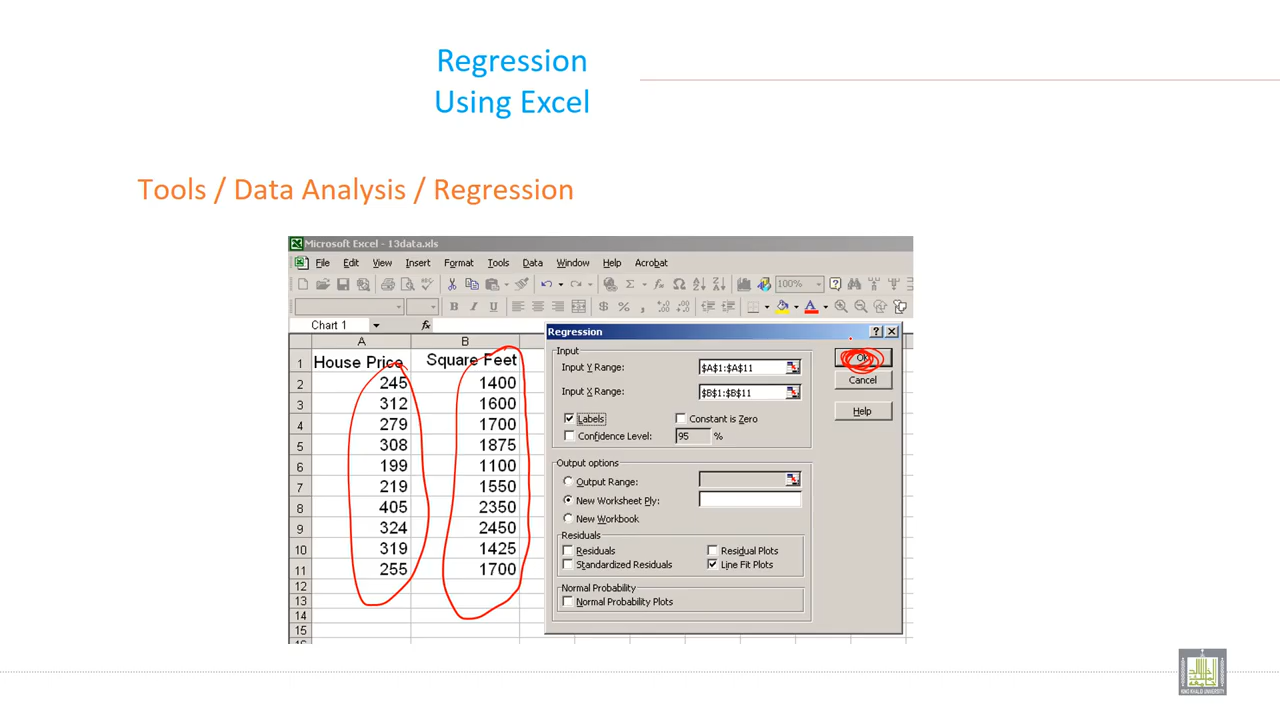 Regression
Using Excel
Tools / Data Analysis / Regression
Microsoft Excel - 13data.xls
File Edit View Insert Format Tools Data Window Help Acrobat
100%
B I U
Chart 1 fx
A B
1 House Price Square Feet
2 245 1400
3 312 1600
4 279 1700
5 308 1875
6 199 1100
7 219 1550
8 405 2350
9 324 2450
10 319 1425
11 255 1700
12
13
14
15
Regression
Input
Input Y Range: $A$1:$A$11
Input X Range: $B$1:$B$11
Labels Constant is Zero
Confidence Level: 95 %
OK
Cancel
Help
Output options
Output Range:
New Worksheet Ply:
New Workbook
Residuals
Residuals Residual Plots
Standardized Residuals Line Fit Plots
Normal Probability
Normal Probability Plots
KING KHALID UNIVERSITY